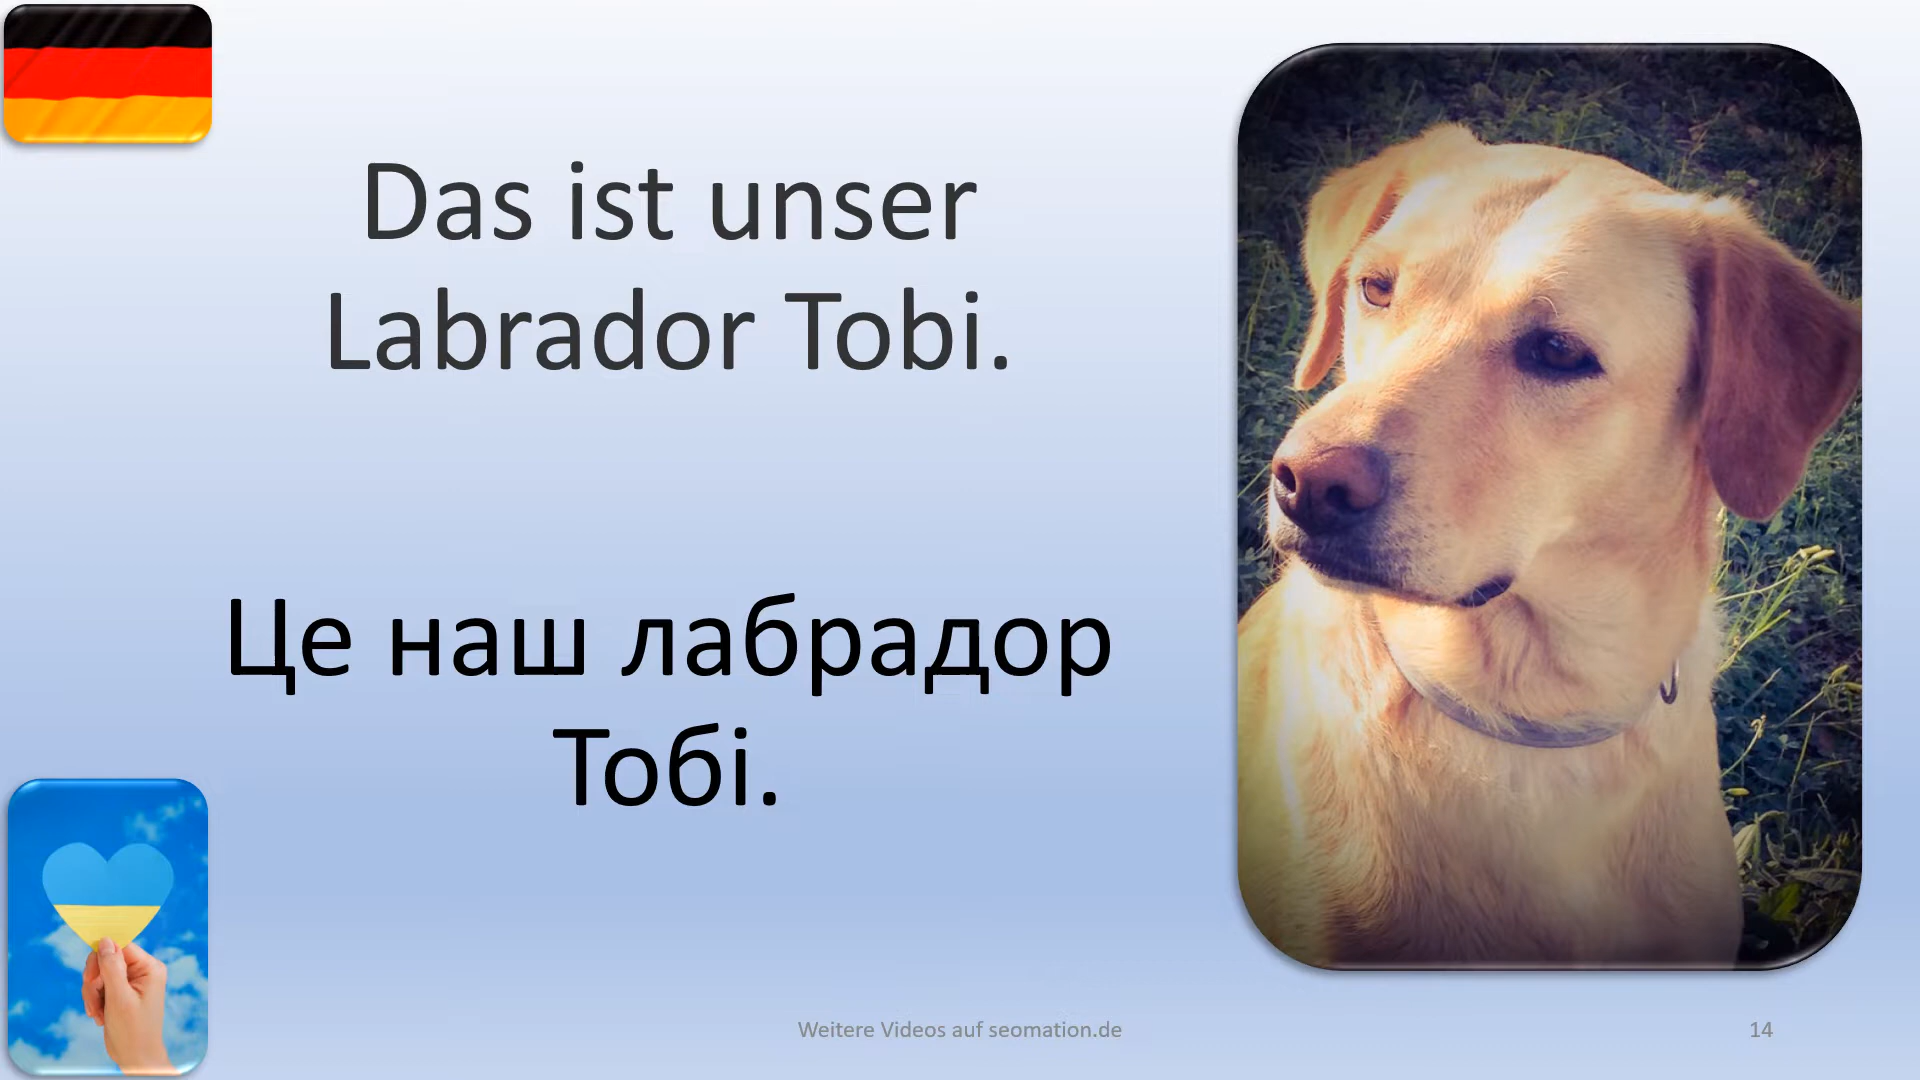 Das ist unser
Labrador Tobi.
Це наш лабрадор
Тобі.
Weitere Videos auf seomation.de
14